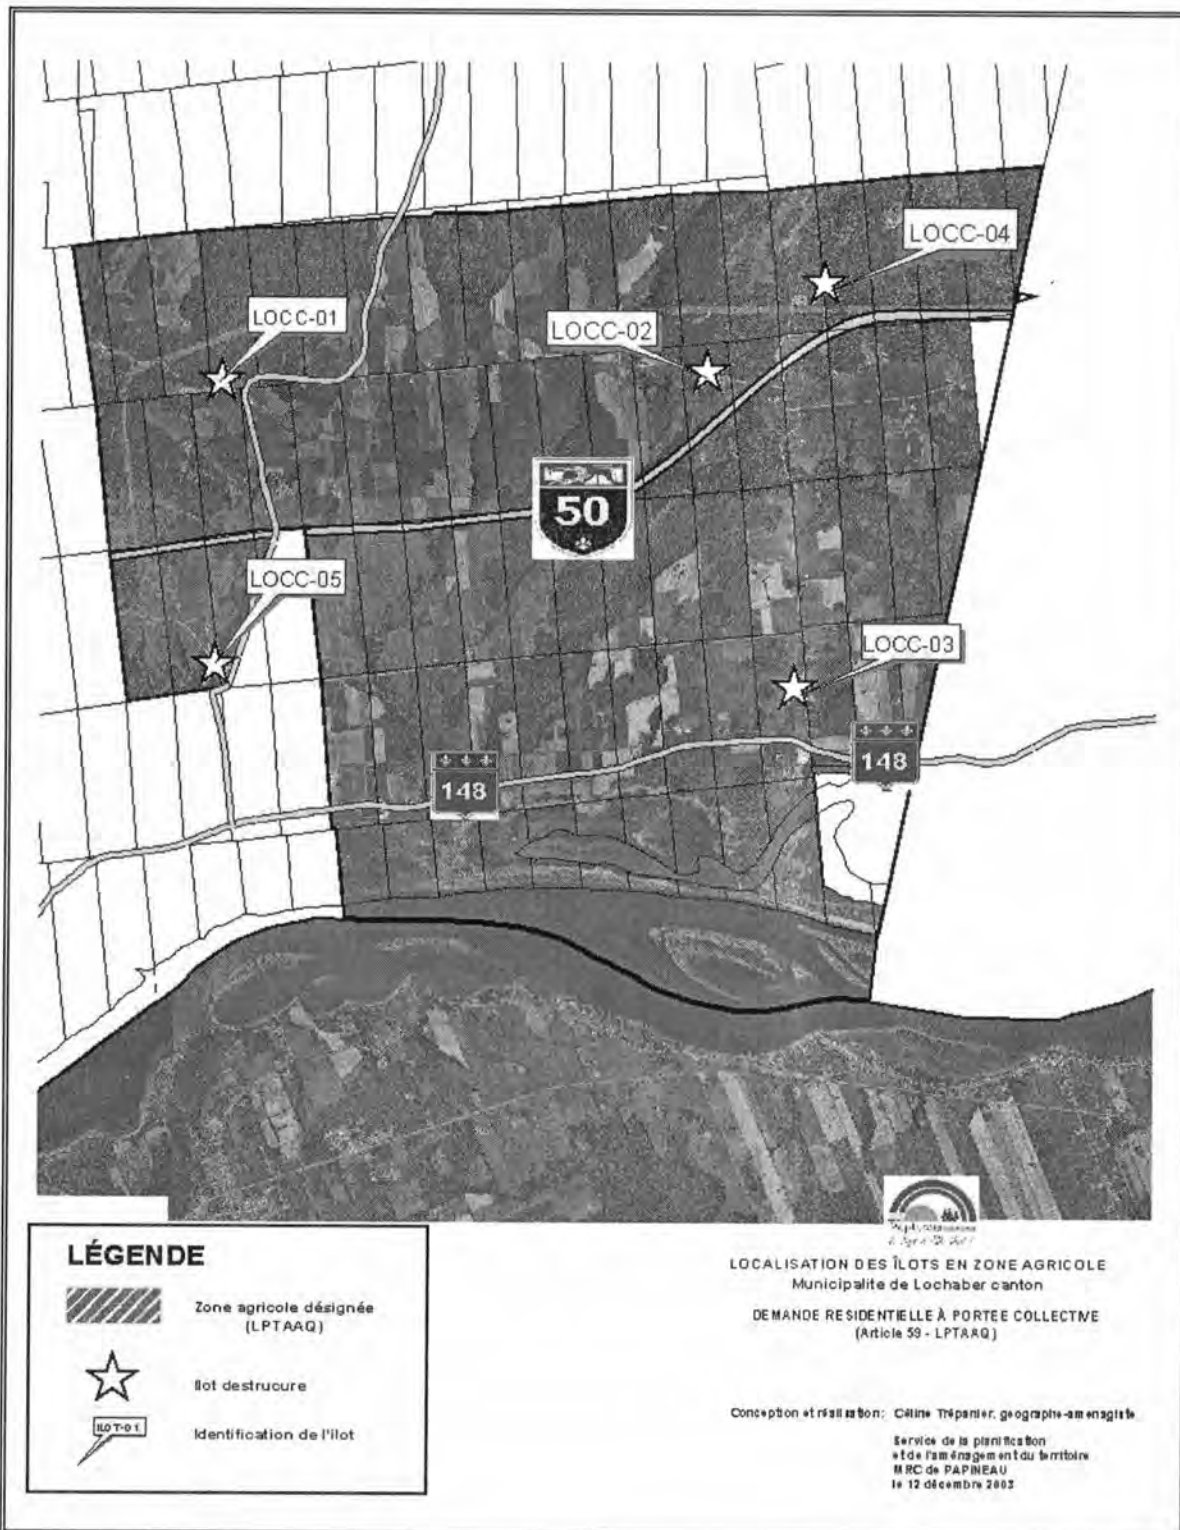 LOCC-04
LOCC-01
LOCC-02
50
LOCC-05
LOCC-03
148
148
LÉGENDE
Zone agricole désignée
(LPTAAQ)
Ilot destrucure
ILOT-01
Identification de l'ilot
LOCALISATION DES ÎLOTS EN ZONE AGRICOLE
Municipalite de Lochaber canton
DEMANDE RESIDENTIELLE À PORTEE COLLECTIVE
(Article 59 - LPTAAQ)
Conception et réalisation: Céline Trépanier, geographe-amenagiste
Service de la planification
et de l'aménagement du territoire
MRC de PAPINEAU
le 12 décembre 2003